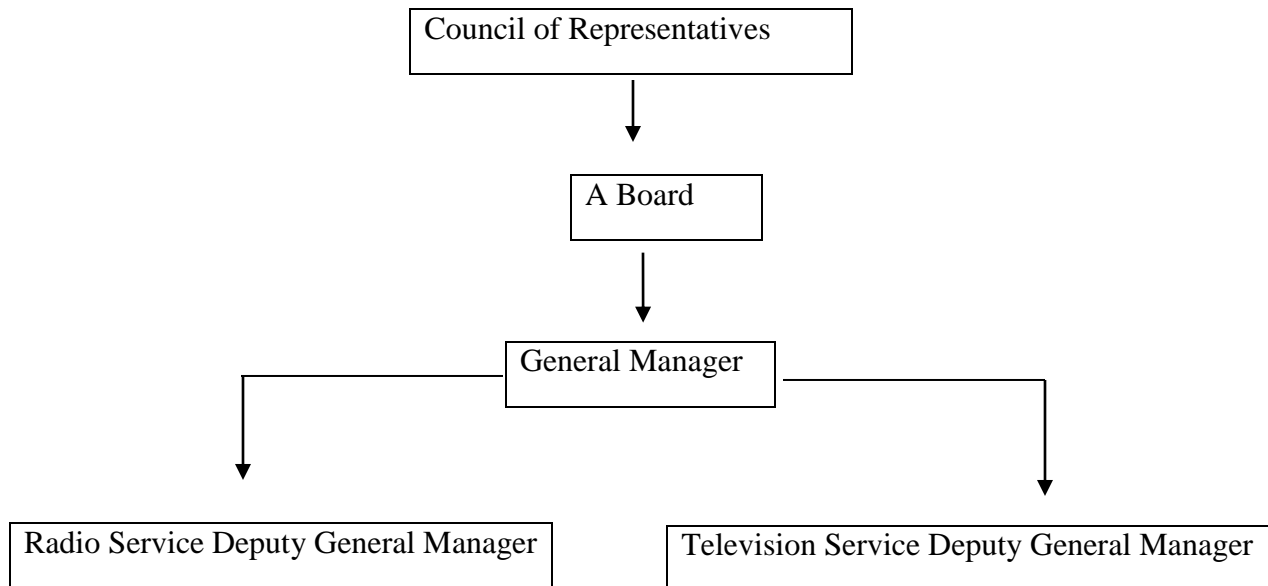 Council of Representatives
A Board
General Manager
Radio Service Deputy General Manager
Television Service Deputy General Manager